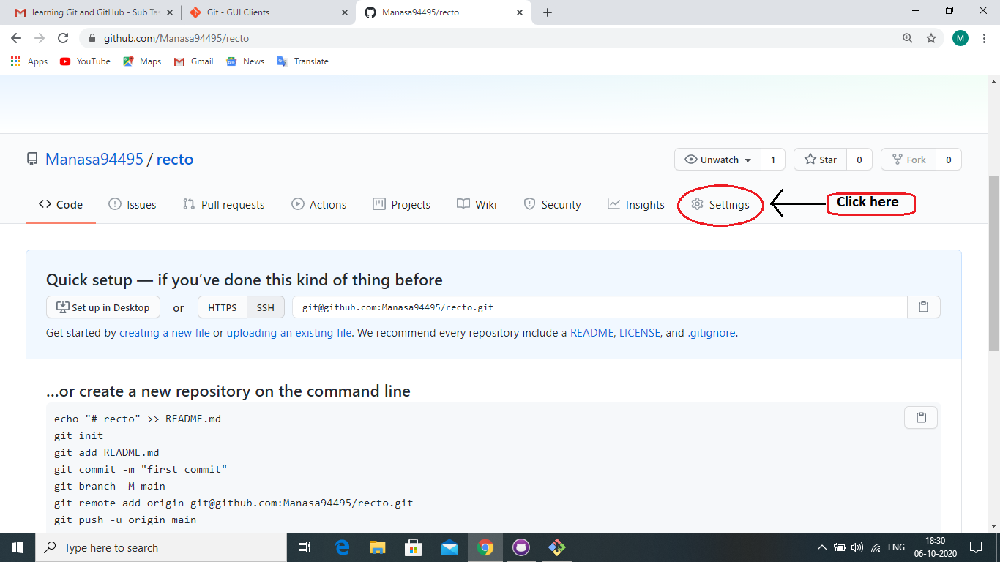 learning Git and GitHub - Sub Tas
Git - GUI Clients
Manasa94495/recto
github.com/Manasa94495/recto
M
Apps
YouTube
Maps
Gmail
News
Translate
Manasa94495 / recto
Unwatch 1
Star 0
Fork 0
Code
Issues
Pull requests
Actions
Projects
Wiki
Security
Insights
Settings
Click here
Quick setup — if you’ve done this kind of thing before
Set up in Desktop or HTTPS SSH git@github.com:Manasa94495/recto.git
Get started by creating a new file or uploading an existing file. We recommend every repository include a README, LICENSE, and .gitignore.
…or create a new repository on the command line
echo "# recto" >> README.md
git init
git add README.md
git commit -m "first commit"
git branch -M main
git remote add origin git@github.com:Manasa94495/recto.git
git push -u origin main
Type here to search
ENG
18:30
06-10-2020